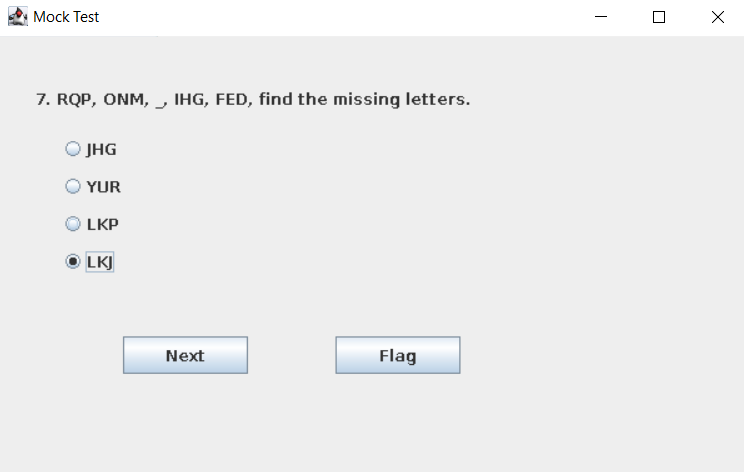 Mock Test
7. RQP, ONM, _, IHG, FED, find the missing letters.
JHG
YUR
LKP
LKJ
Next Flag